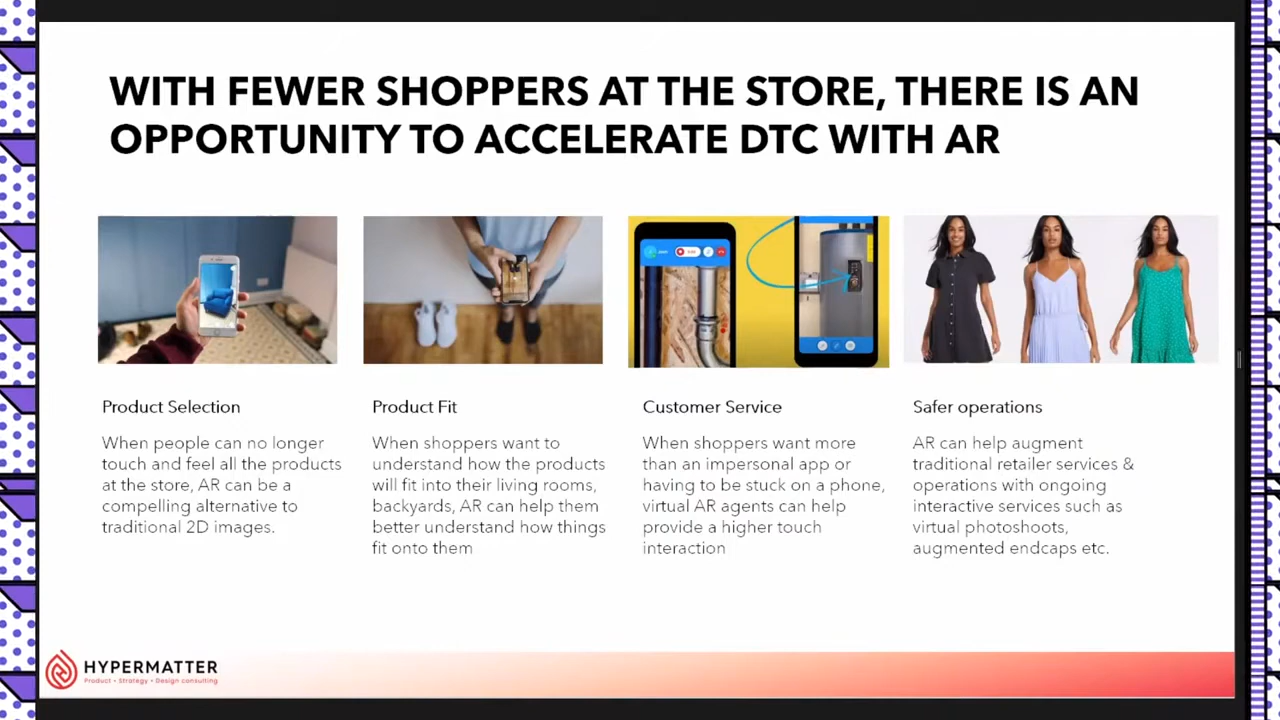 WITH FEWER SHOPPERS AT THE STORE, THERE IS AN
OPPORTUNITY TO ACCELERATE DTC WITH AR
Product Selection
When people can no longer
touch and feel all the products
at the store, AR can be a
compelling alternative to
traditional 2D images.
Product Fit
When shoppers want to
understand how the products
will fit into their living rooms,
backyards, AR can help them
better understand how things
fit onto them
Customer Service
When shoppers want more
than an impersonal app or
having to be stuck on a phone,
virtual AR agents can help
provide a higher touch
interaction
Safer operations
AR can help augment
traditional retailer services &
operations with ongoing
interactive services such as
virtual photoshoots,
augmented endcaps etc.
HYPERMATTER
Product • Strategy • Design consulting